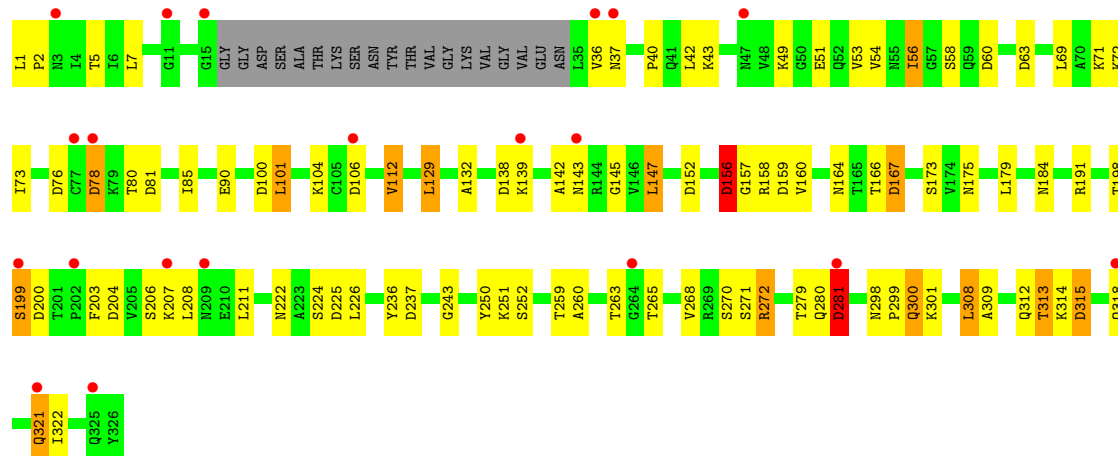 L1 P2 N3 I4 T5 I6 L7 G11 G15 GLY GLY ASP SER ALA THR LYS SER ASN TYR THR VAL GLY LYS VAL GLY VAL GLU ASN L35 V36 N37 P40 Q41 L42 K43 N47 V48 K49 G50 E51 Q52 V53 V54 N55 I56 G57 S58 Q59 D60 D63 L69 A70 K71 K72
I73 D76 C77 D78 K79 T80 D81 I85 E90 D100 L101 K104 C105 D106 V112 L129 A132 D138 K139 A142 N143 R144 G145 V146 L147 D152 D156 G157 R158 D159 V160 N164 T165 T166 D167 S173 V174 N175 L179 N184 R191 T198
S199 D200 T201 P202 F203 D204 V205 S206 K207 L208 N209 E210 L211 N222 A223 S224 D225 L226 Y236 D237 G243 Y250 K251 S252 T259 A260 T263 G264 T265 V268 R269 S270 S271 R272 T279 Q280 D281 N298 P299 Q300 K301 L308 A309 Q312 T313 K314 D315 Q318
Q321 I322 Q325 Y326